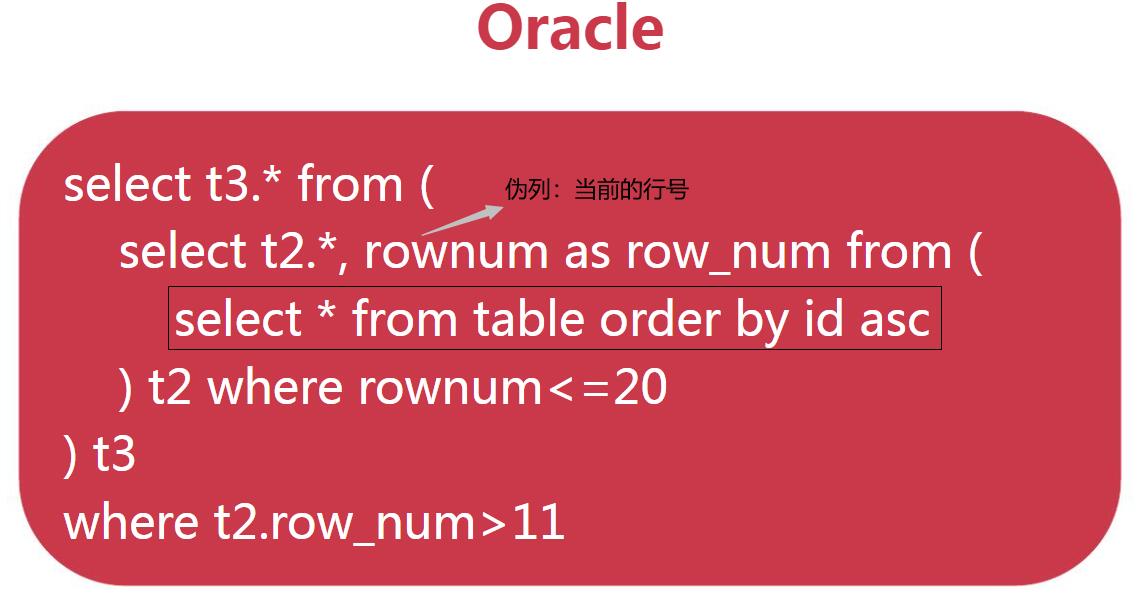 Oracle
select t3.* from (
伪列：当前的行号
select t2.*, rownum as row_num from (
select * from table order by id asc
) t2 where rownum<=20
) t3
where t2.row_num>11